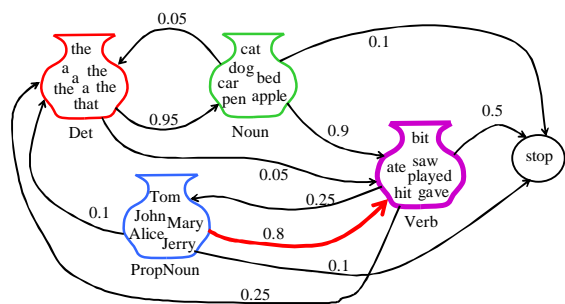 0.05
0.1
the
a the
a
the a the
that
Det
0.95
cat
dog
car bed
pen apple
Noun
0.9
0.05
bit
ate saw
played
hit gave
Verb
0.5
stop
0.25
Tom
John Mary
Alice
Jerry
PropNoun
0.1
0.8
0.1
0.25